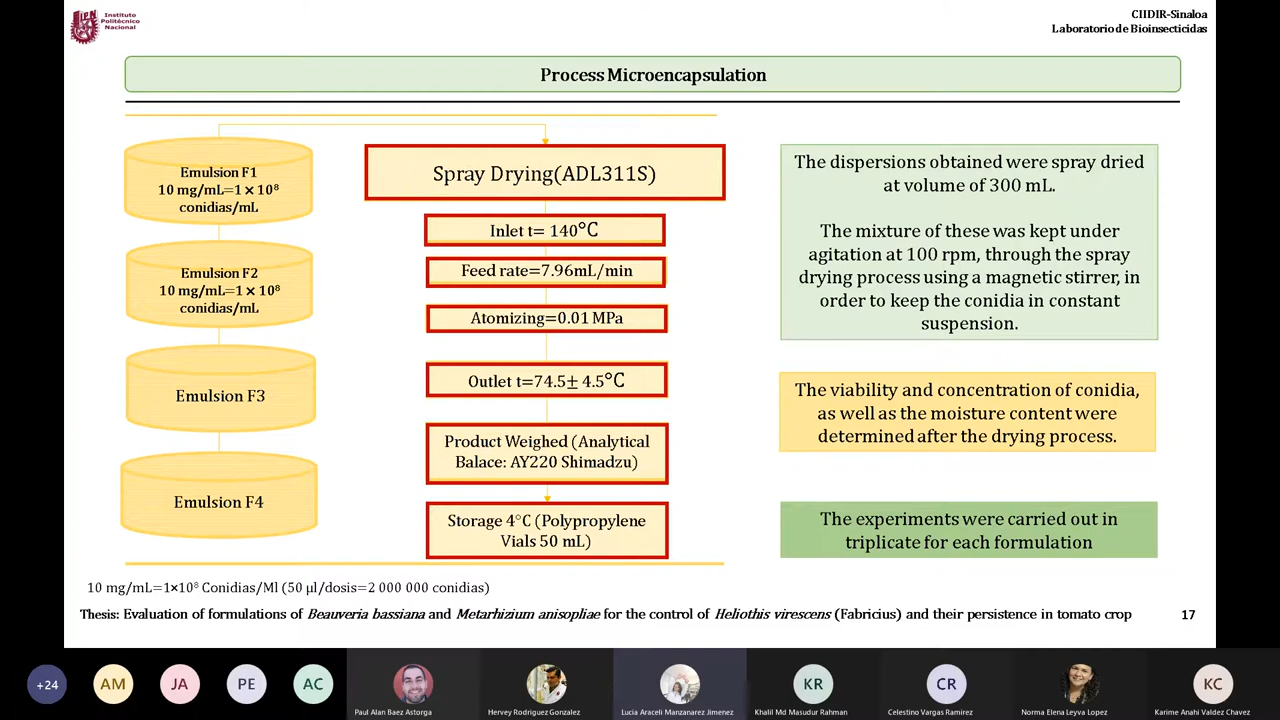 Instituto
Politécnico
Nacional
CIIDIR-Sinaloa
Laboratorio de Bioinsecticidas
Process Microencapsulation
Emulsion F1
10 mg/mL=1 × 10⁸
conidias/mL
Emulsion F2
10 mg/mL=1 × 10⁸
conidias/mL
Emulsion F3
Emulsion F4
Spray Drying(ADL311S)
Inlet t= 140°C
Feed rate=7.96mL/min
Atomizing=0.01 MPa
Outlet t=74.5± 4.5°C
Product Weighed (Analytical
Balace: AY220 Shimadzu)
Storage 4°C (Polypropylene
Vials 50 mL)
The dispersions obtained were spray dried
at volume of 300 mL.
The mixture of these was kept under
agitation at 100 rpm, through the spray
drying process using a magnetic stirrer, in
order to keep the conidia in constant
suspension.
The viability and concentration of conidia,
as well as the moisture content were
determined after the drying process.
The experiments were carried out in
triplicate for each formulation
10 mg/mL=1×10⁸ Conidias/Ml (50 µl/dosis=2 000 000 conidias)
Thesis: Evaluation of formulations of Beauveria bassiana and Metarhizium anisopliae for the control of Heliothis virescens (Fabricius) and their persistence in tomato crop
17
+24
AM
JA
PE
AC
KR
CR
KC
Paul Alan Baez Astorga
Hervey Rodriguez Gonzalez
Lucia Araceli Manzanarez Jimenez
Khalil Md Masudur Rahman
Celestino Vargas Ramirez
Norma Elena Leyva Lopez
Karime Anahi Valdez Chavez